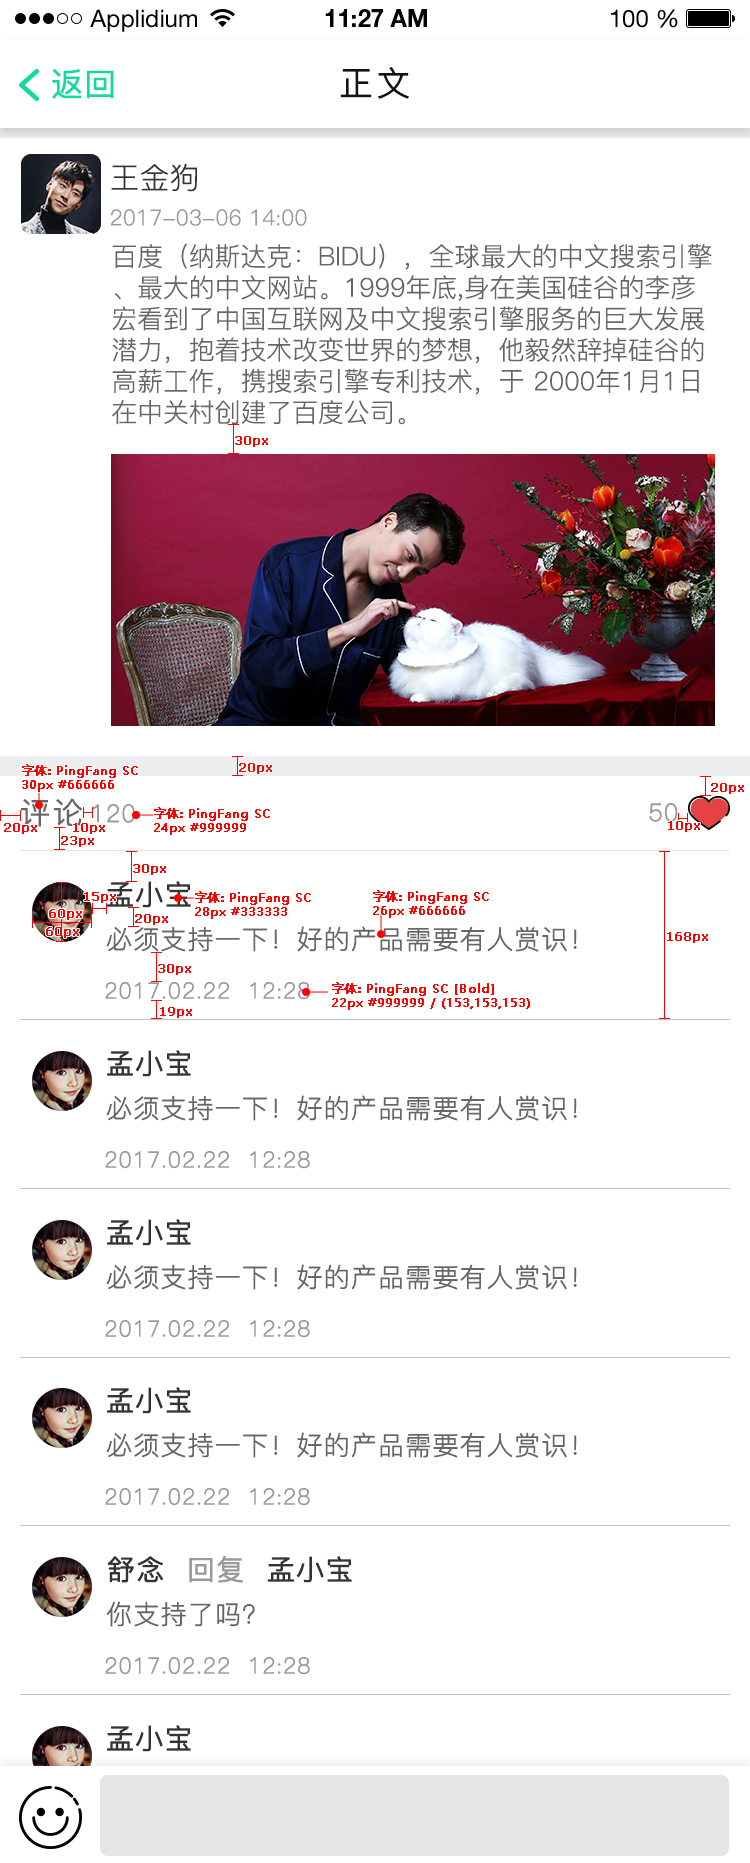 Applidium 11:27 AM 100 %
返回 正文
王金狗
2017-03-06 14:00
百度（纳斯达克：BIDU），全球最大的中文搜索引擎
、最大的中文网站。1999年底,身在美国硅谷的李彦
宏看到了中国互联网及中文搜索引擎服务的巨大发展
潜力，抱着技术改变世界的梦想，他毅然辞掉硅谷的
高薪工作，携搜索引擎专利技术，于 2000年1月1日
在中关村创建了百度公司。
30px
20px
字体: PingFang SC
30px #666666
20px
评论 120
字体: PingFang SC
24px #999999
50
20px
10px
10px
23px
30px
15px
孟小宝
字体: PingFang SC
28px #333333
字体: PingFang SC
26px #666666
60px
60px
20px
必须支持一下！好的产品需要有人赏识！
168px
30px
2017.02.22 12:28
字体: PingFang SC [Bold]
22px #999999 / (153,153,153)
19px
孟小宝
必须支持一下！好的产品需要有人赏识！
2017.02.22 12:28
孟小宝
必须支持一下！好的产品需要有人赏识！
2017.02.22 12:28
孟小宝
必须支持一下！好的产品需要有人赏识！
2017.02.22 12:28
舒念 回复 孟小宝
你支持了吗？
2017.02.22 12:28
孟小宝